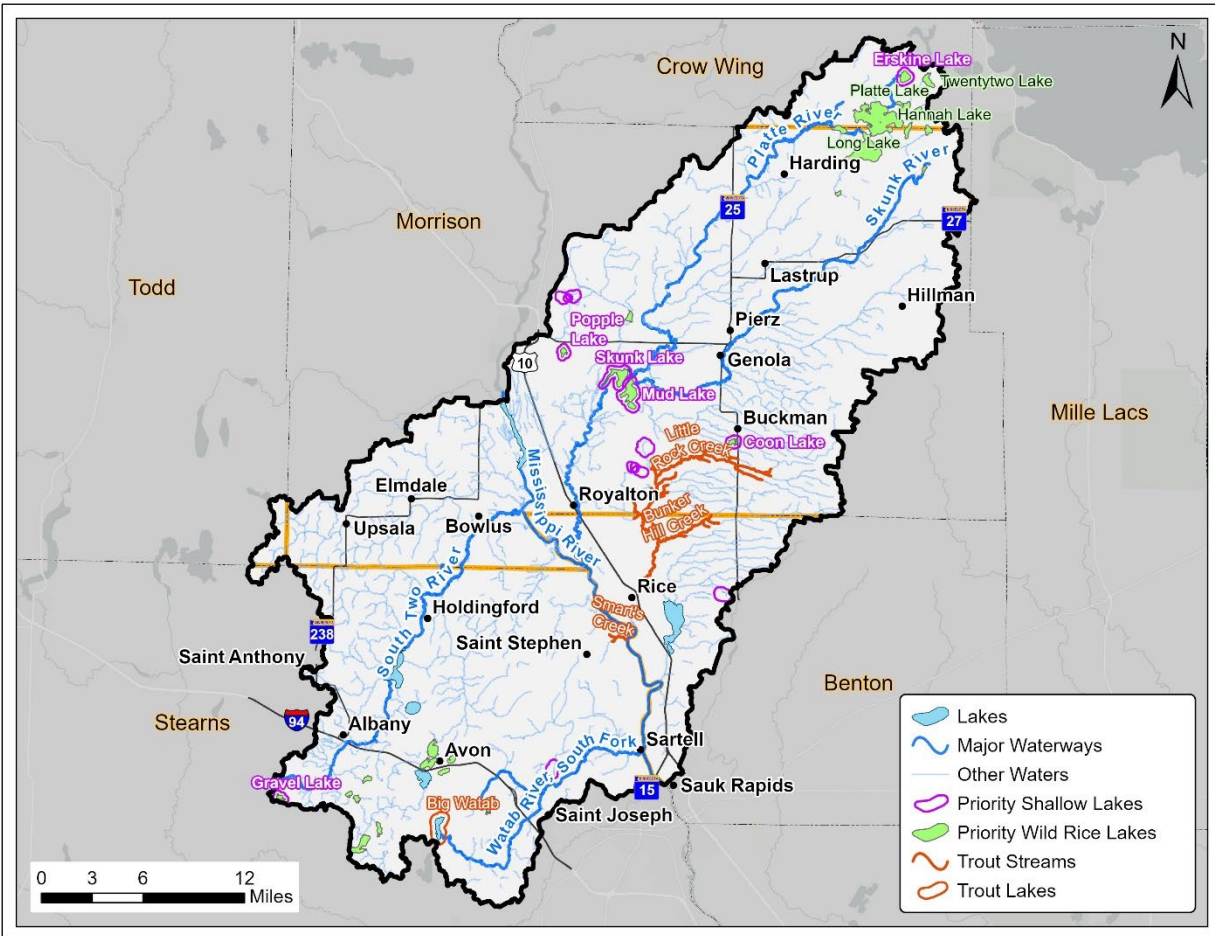 N
Crow Wing
Erskine Lake
Twentytwo Lake
Platte Lake
Hannah Lake
Platte River
Long Lake
Harding
Skunk River
25
27
Morrison
Todd
Lastrup
Hillman
Popple
Lake
Pierz
10
Skunk Lake
Genola
Mud Lake
Mille Lacs
Buckman
Coon Lake
Little
Rock Creek
Mississippi River
Elmdale
Royalton
Upsala
Bowlus
Bunker
Hill Creek
South Two River
Rice
Holdingford
Smart's
Creek
238
Saint Stephen
Saint Anthony
Benton
Stearns
94
Albany
Avon
Sartell
Gravel Lake
Big Watab
Watab River, South Fork
15
Sauk Rapids
Saint Joseph
0 3 6 12
Miles
Lakes
Major Waterways
Other Waters
Priority Shallow Lakes
Priority Wild Rice Lakes
Trout Streams
Trout Lakes